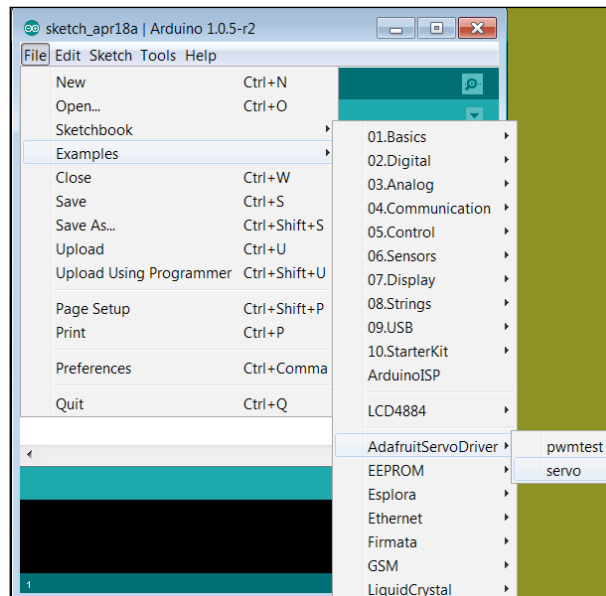 sketch_apr18a | Arduino 1.0.5-r2
File Edit Sketch Tools Help
New Ctrl+N
Open... Ctrl+O
Sketchbook
Examples
Close Ctrl+W
Save Ctrl+S
Save As... Ctrl+Shift+S
Upload Ctrl+U
Upload Using Programmer Ctrl+Shift+U
Page Setup Ctrl+Shift+P
Print Ctrl+P
Preferences Ctrl+Comma
Quit Ctrl+Q
01.Basics
02.Digital
03.Analog
04.Communication
05.Control
06.Sensors
07.Display
08.Strings
09.USB
10.StarterKit
ArduinoISP
LCD4884
AdafruitServoDriver
EEPROM
Esplora
Ethernet
Firmata
GSM
LiquidCrystal
pwmtest
servo
1